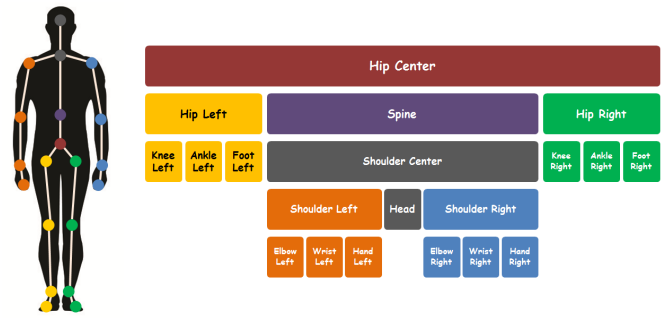 Hip Center
Hip Left
Spine
Hip Right
Knee
Left
Ankle
Left
Foot
Left
Shoulder Center
Knee
Right
Ankle
Right
Foot
Right
Shoulder Left
Head
Shoulder Right
Elbow
Left
Wrist
Left
Hand
Left
Elbow
Right
Wrist
Right
Hand
Right